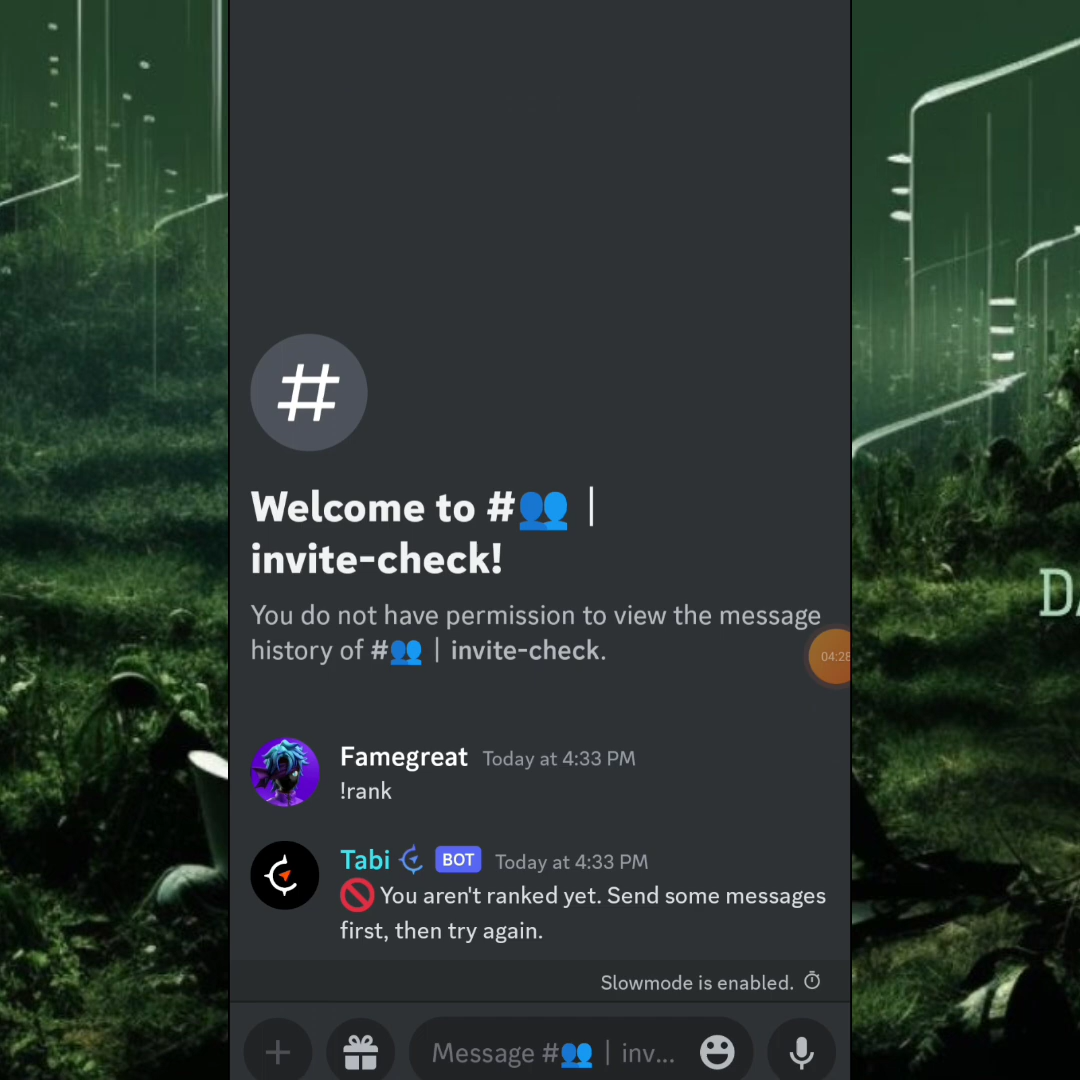 #
Welcome to #👥 |
invite-check!
You do not have permission to view the message
history of #👥 | invite-check.
04:28
Famegreat Today at 4:33 PM
!rank
Tabi BOT Today at 4:33 PM
🚫 You aren't ranked yet. Send some messages
first, then try again.
Slowmode is enabled.
Message #👥 | inv...